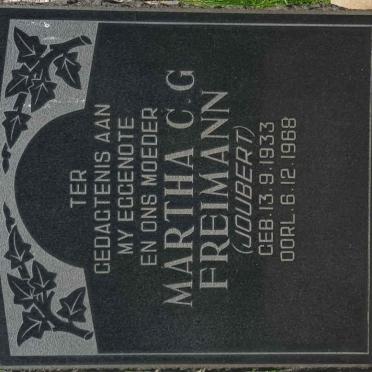 TER
GEDAGTENIS AAN
MY EGGENOTE
EN ONS MOEDER
MARTHA C.G
FREIMANN
(JOUBERT)
GEB.13.9.1933
OORL.6.12.1968